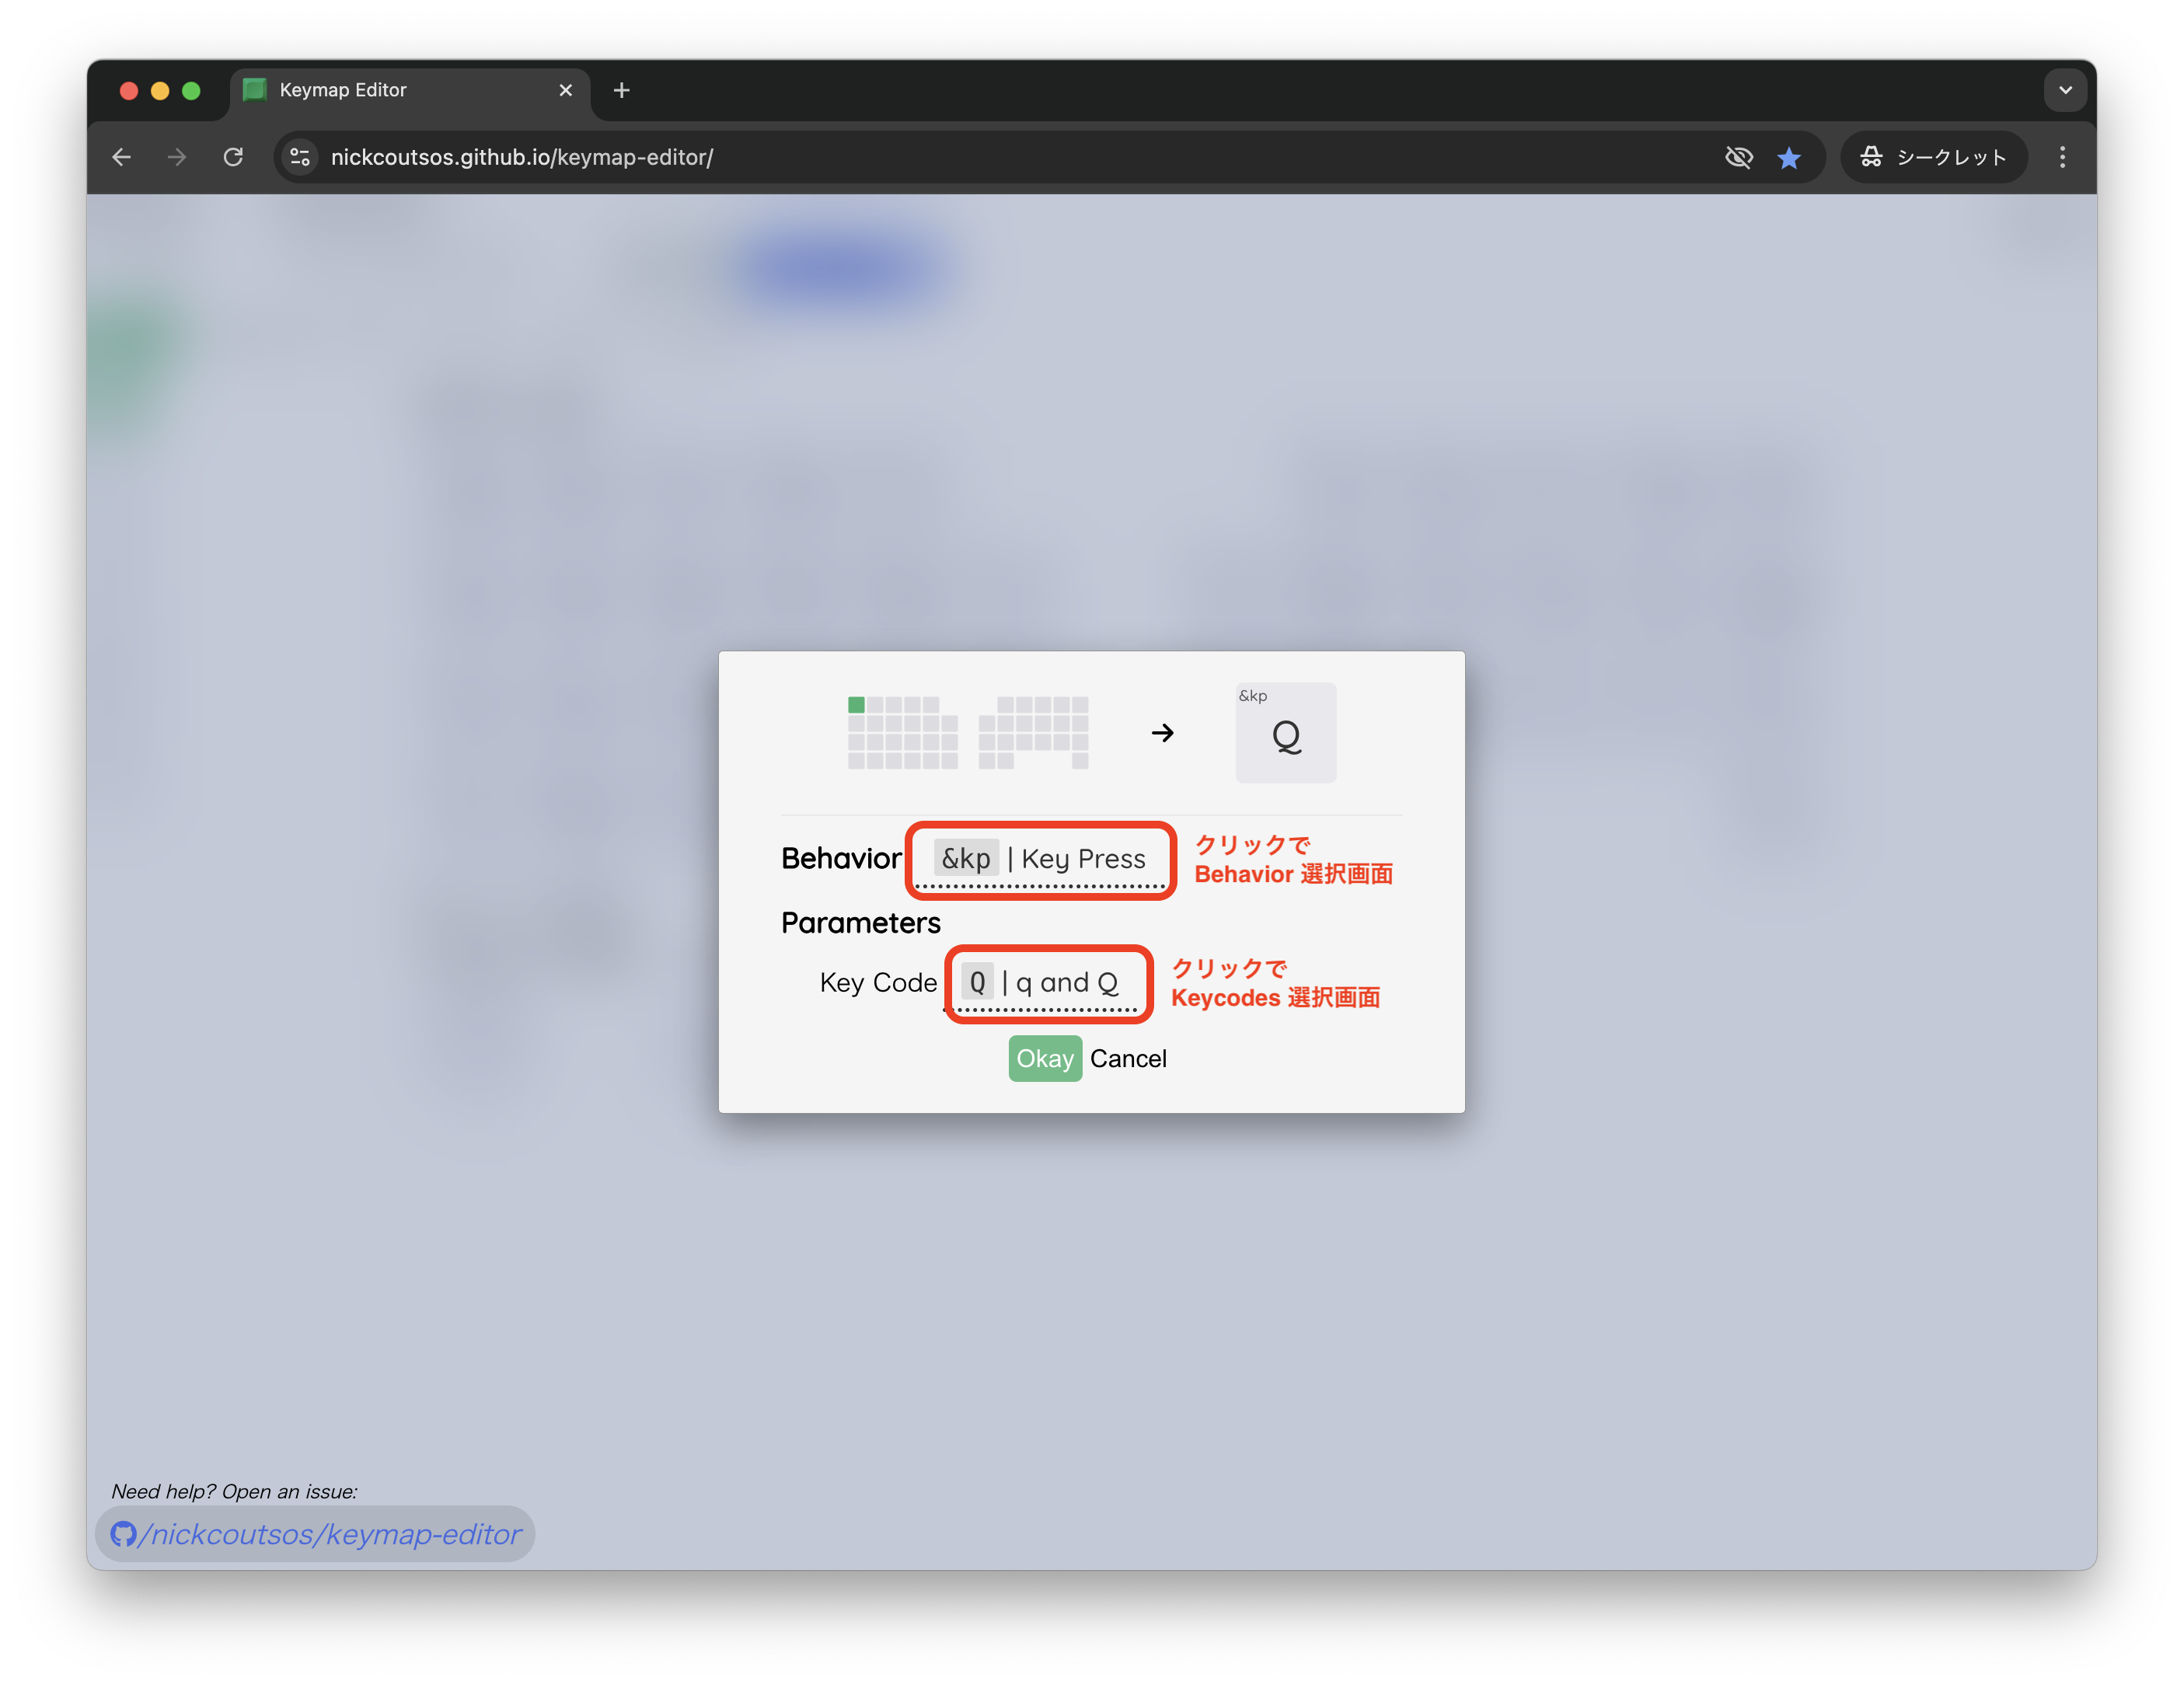 Keymap Editor
nickcoutsos.github.io/keymap-editor/
シークレット
&kp
Q
Behavior &kp | Key Press
クリックで
Behavior 選択画面
Parameters
Key Code Q | q and Q
クリックで
Keycodes 選択画面
Okay Cancel
Need help? Open an issue:
/nickcoutsos/keymap-editor